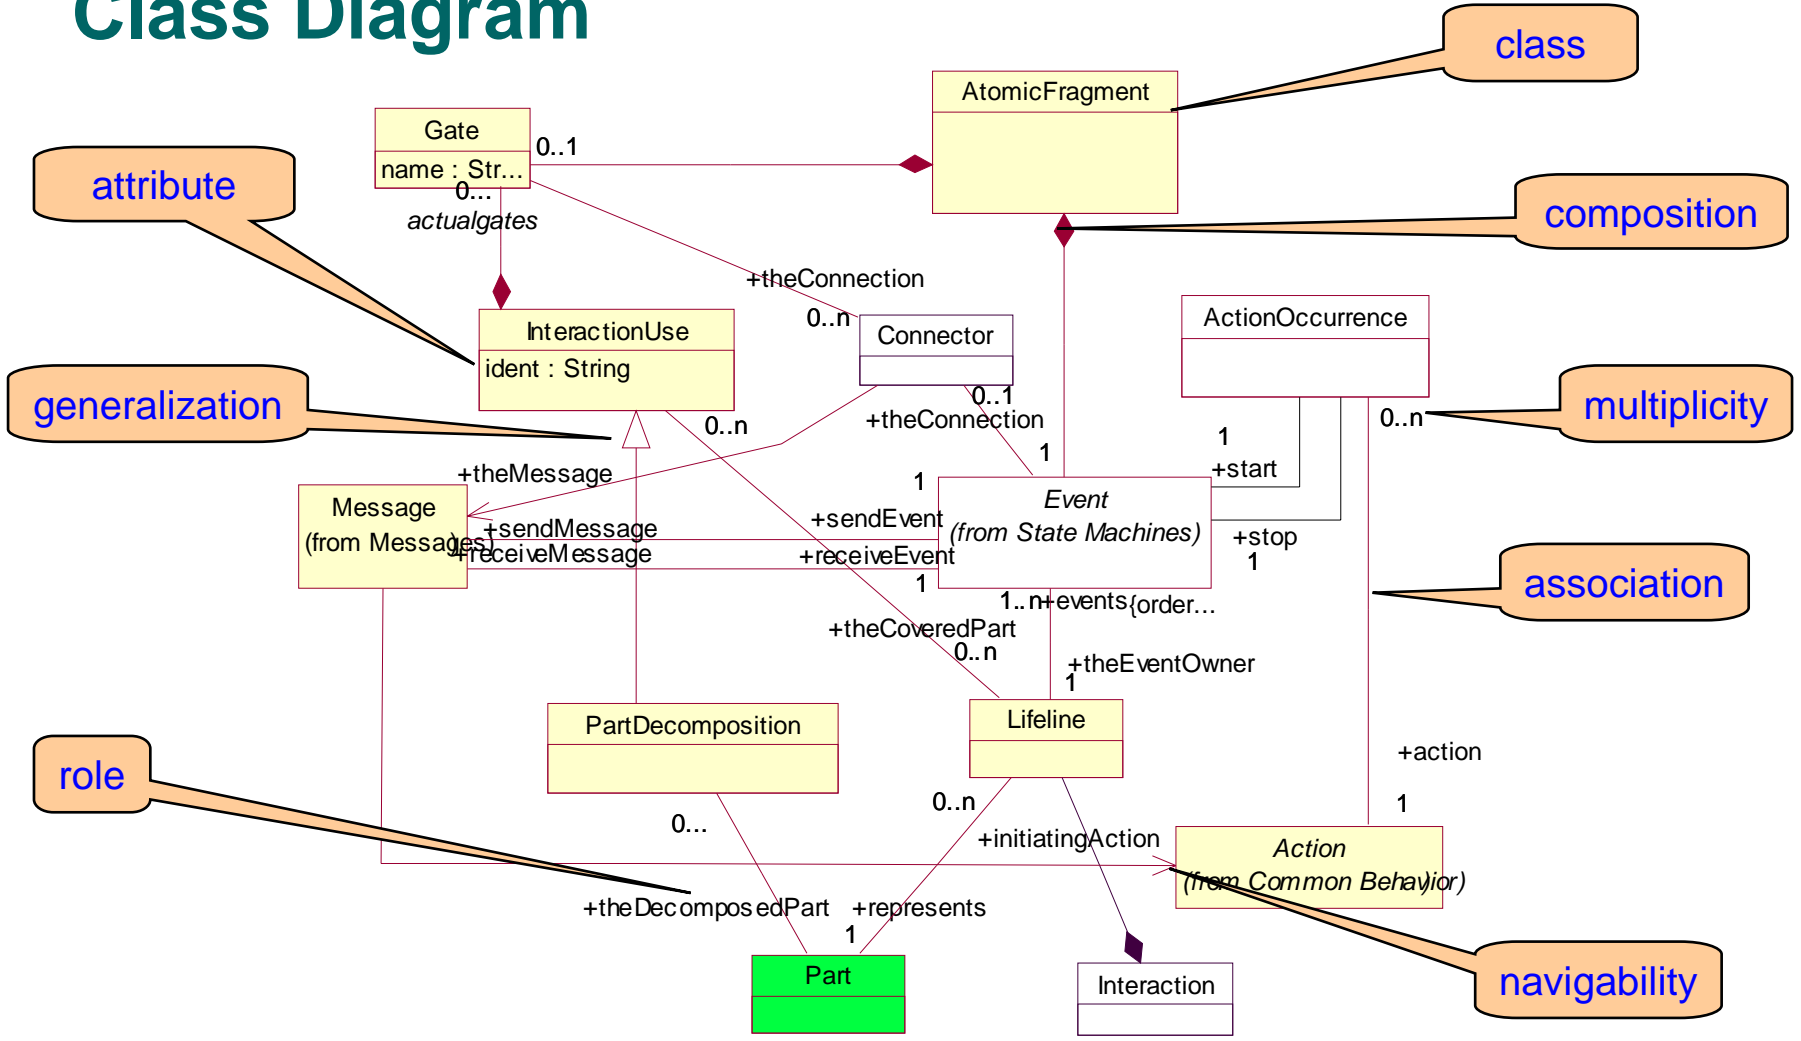 Class Diagram
class
AtomicFragment
Gate
0..1
name : Str...
attribute
0...
actualgates
composition
+theConnection
0..n
InteractionUse
ident : String
Connector
ActionOccurrence
generalization
0..n
0..1
+theConnection
0..n
multiplicity
1
1
+start
+theMessage
1
Message
(from Messages)
+sendMessage
+receiveMessage
+sendEvent
+receiveEvent
1
Event
(from State Machines)
+stop
1
association
1..n
+events
{order...
+theCoveredPart
0..n
+theEventOwner
1
PartDecomposition
Lifeline
role
+action
0...
0..n
1
+initiatingAction
Action
(from Common Behavior)
+theDecomposedPart
+represents
1
Part
Interaction
navigability